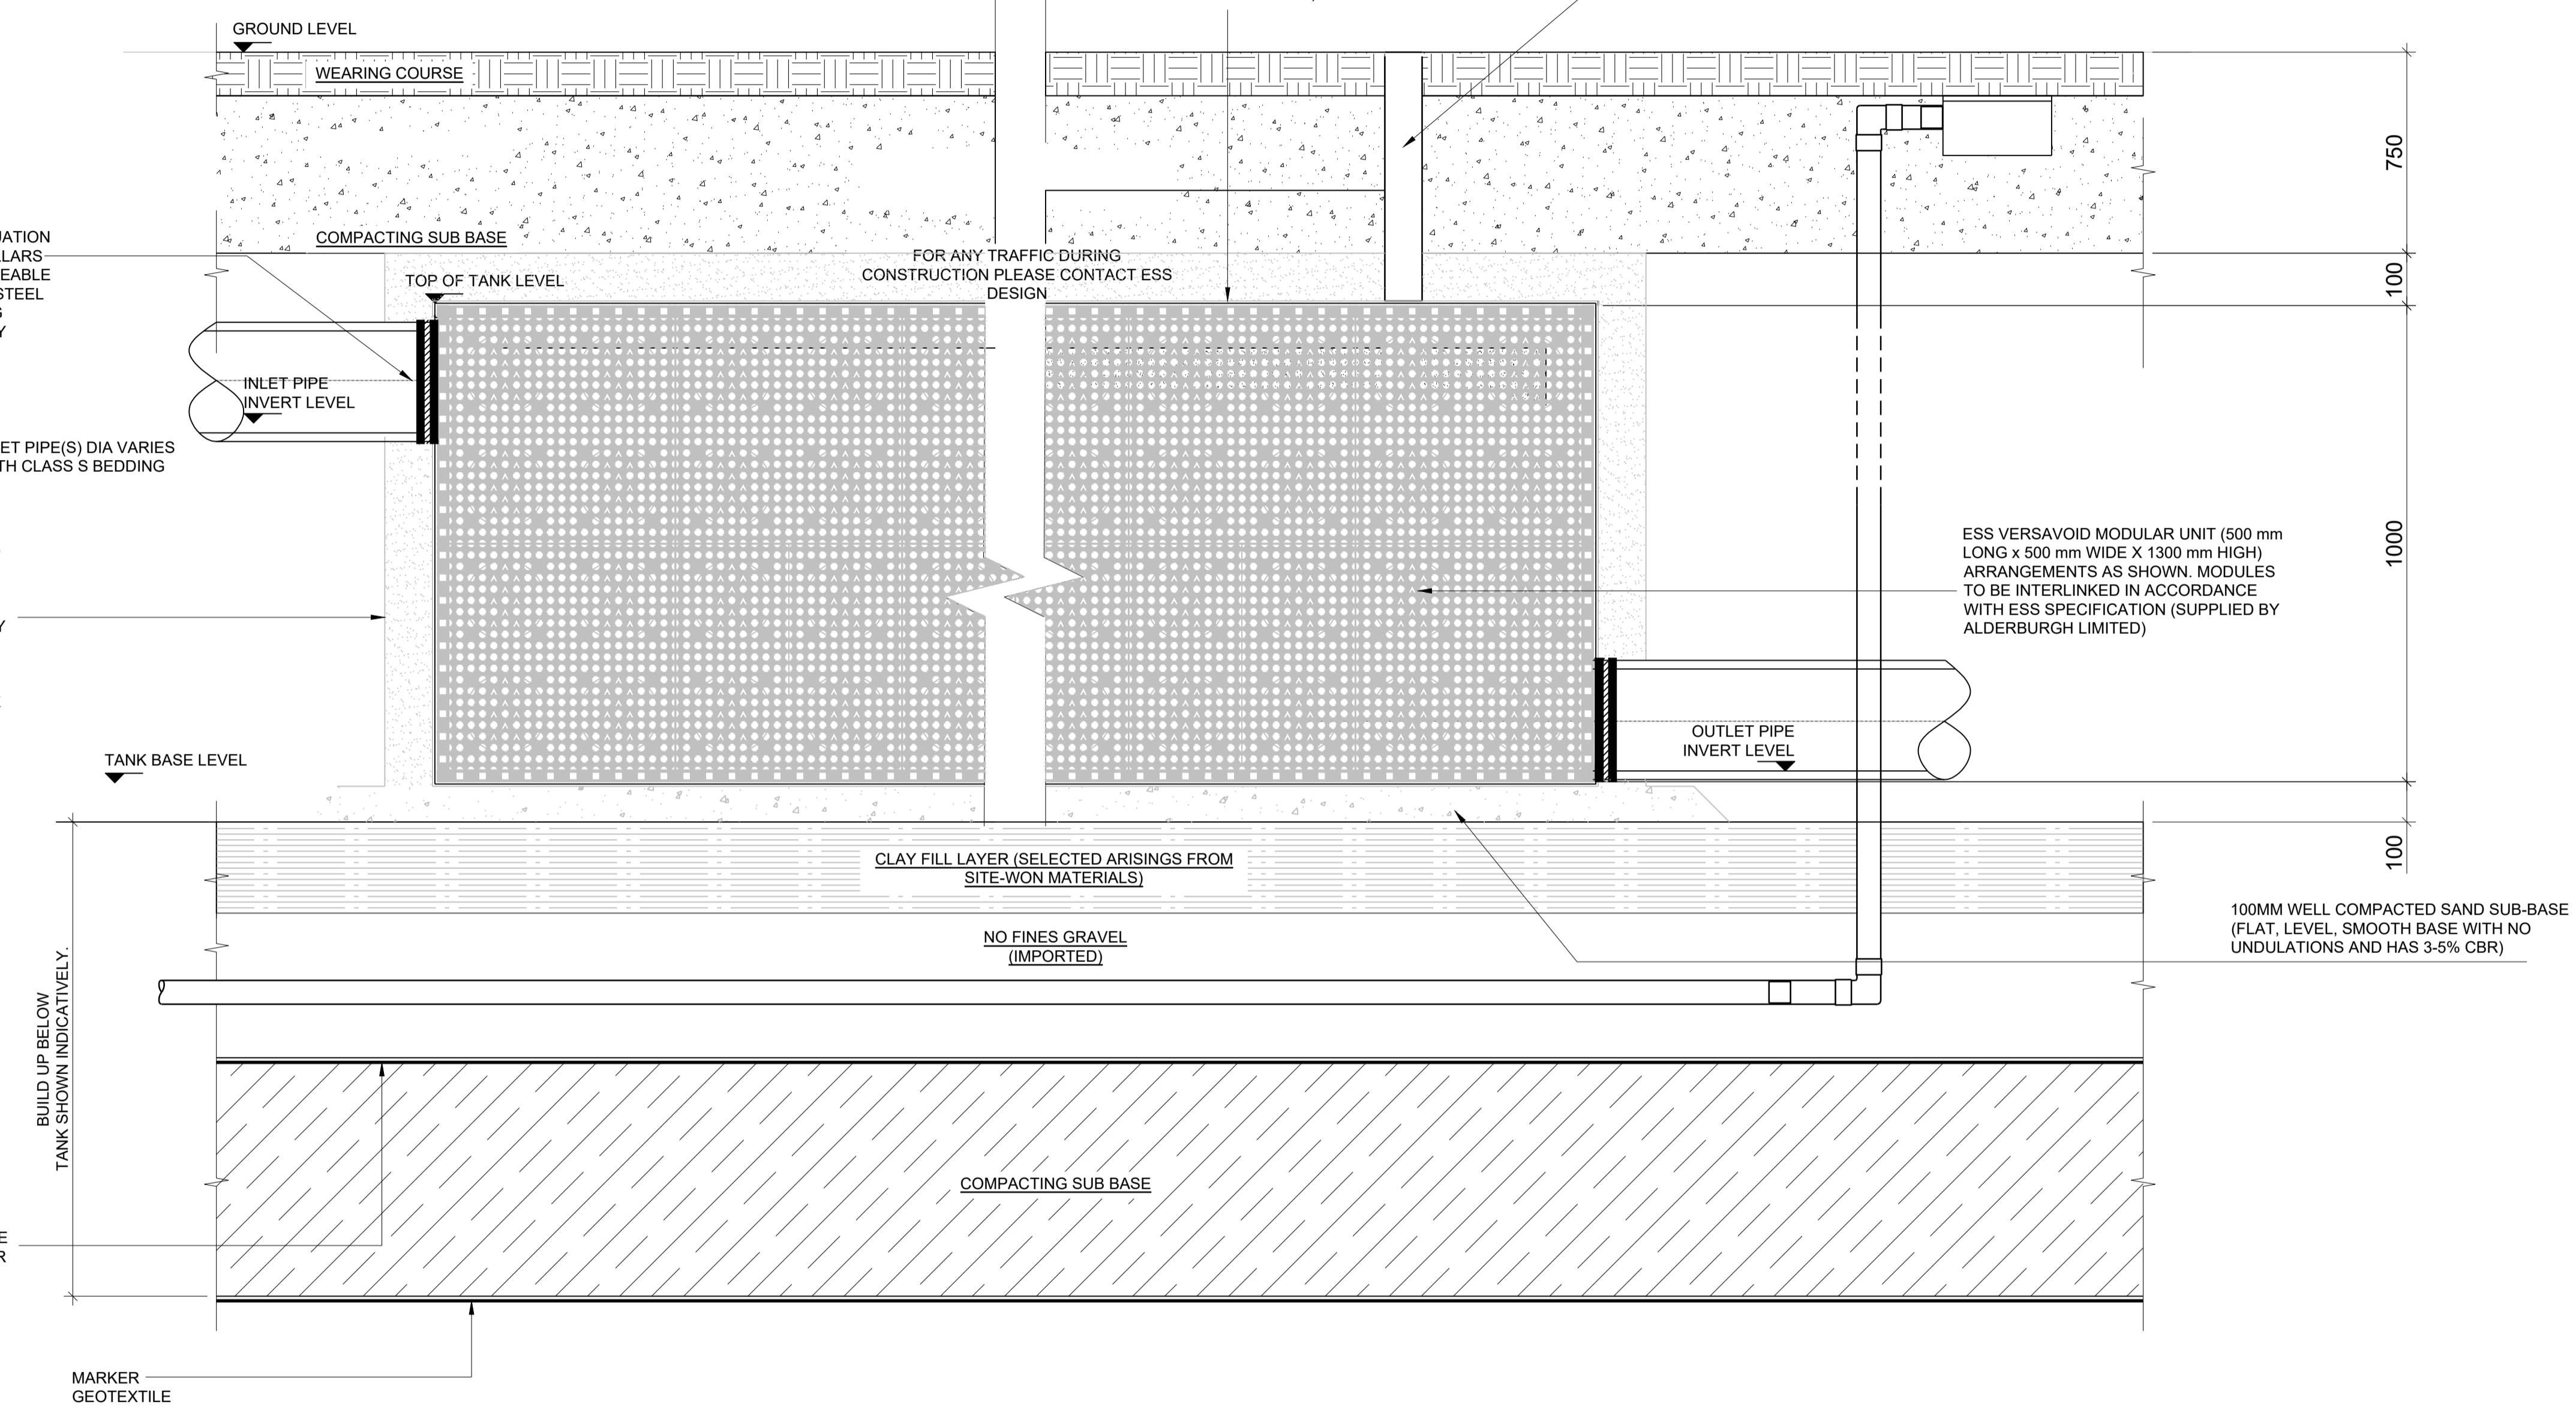 GROUND LEVEL
WEARING COURSE
750
UATION
LLARS
EABLE
STEEL
COMPACTING SUB BASE
TOP OF TANK LEVEL
FOR ANY TRAFFIC DURING
CONSTRUCTION PLEASE CONTACT ESS
DESIGN
100
INLET PIPE
INVERT LEVEL
ET PIPE(S) DIA VARIES
TH CLASS S BEDDING
1000
ESS VERSAVOID MODULAR UNIT (500 mm
LONG x 500 mm WIDE X 1300 mm HIGH)
ARRANGEMENTS AS SHOWN. MODULES
TO BE INTERLINKED IN ACCORDANCE
WITH ESS SPECIFICATION (SUPPLIED BY
ALDERBURGH LIMITED)
OUTLET PIPE
INVERT LEVEL
TANK BASE LEVEL
100
CLAY FILL LAYER (SELECTED ARISINGS FROM
SITE-WON MATERIALS)
100MM WELL COMPACTED SAND SUB-BASE
(FLAT, LEVEL, SMOOTH BASE WITH NO
UNDULATIONS AND HAS 3-5% CBR)
NO FINES GRAVEL
(IMPORTED)
BUILD UP BELOW
TANK SHOWN INDICATIVELY.
COMPACTING SUB BASE
MARKER
GEOTEXTILE